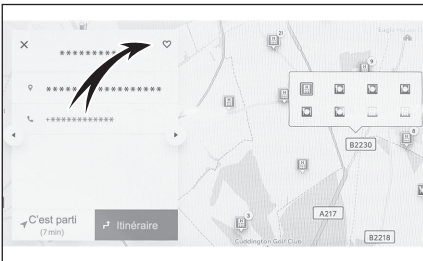 21
*********
9
********************
+************
8
B2230
C'est parti
(7 min)
Itinéraire
3
A217
B2218
Cuddington Golf Club